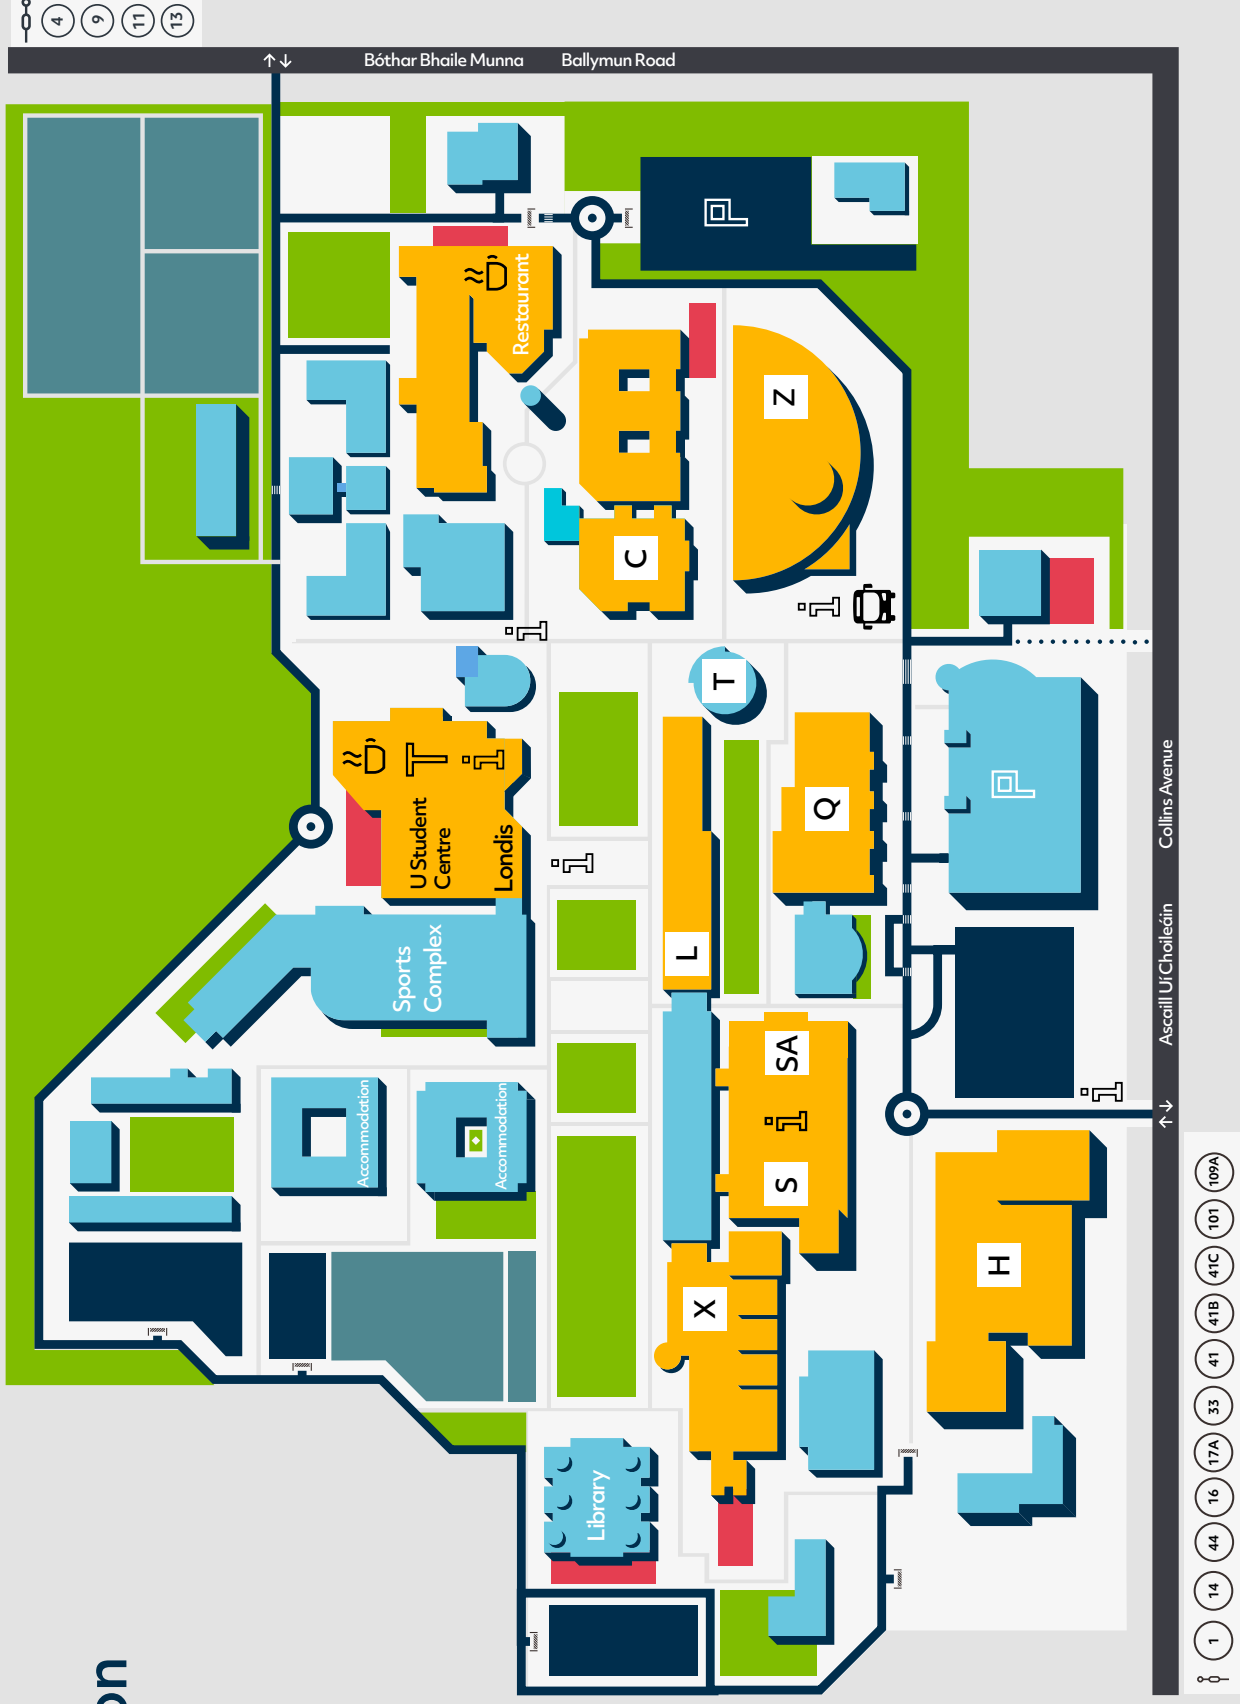 4
9
11
13
Bóthar Bhaile Munna
Ballymun Road
P
Restaurant
Z
C
i
i
T
U Student
Centre
Londis
i
i
Q
P
L
Sports
Complex
Accommodation
Accommodation
SA
i
S
X
H
i
Library
Ascaill Uí Choileáin
Collins Avenue
1
14
44
16
17A
33
41
41B
41C
101
109A
on